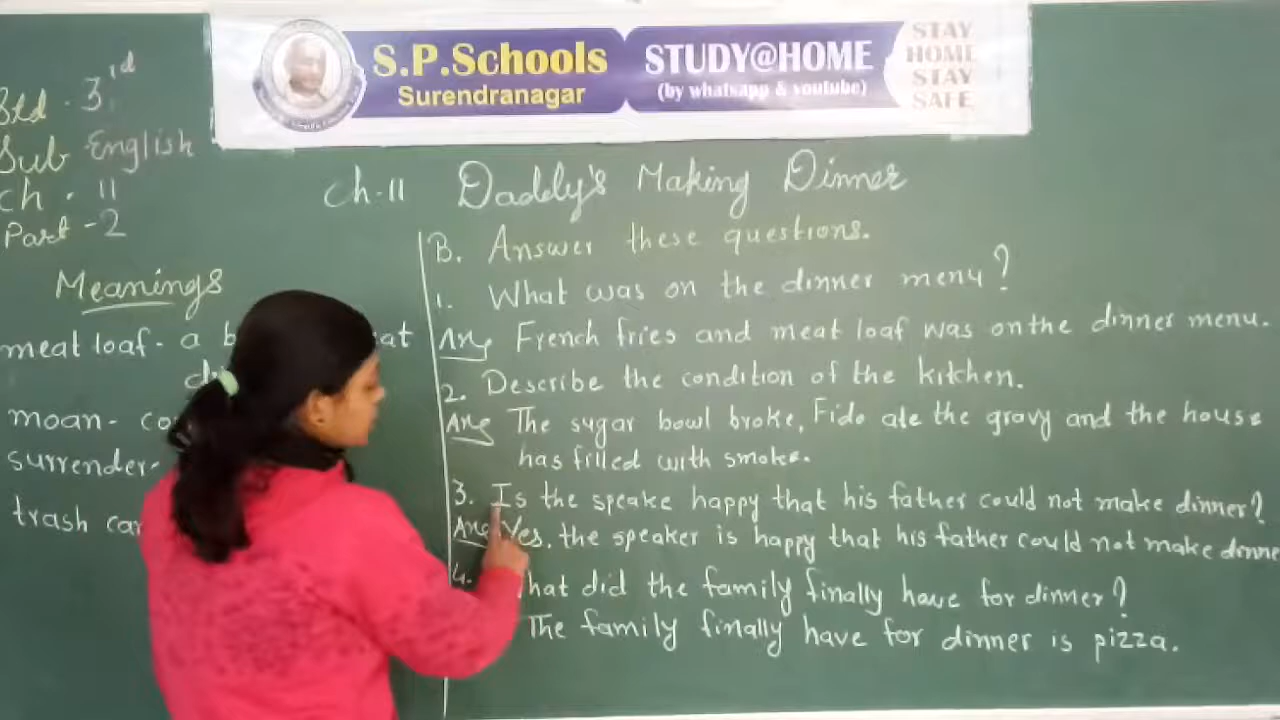 S.P.Schools
Surendranagar
STUDY@HOME
(by whatsapp & youtube)
STAY
HOME
STAY
SAFE
Std - 3rd
Sub English
Ch - 11
Part - 2
Meanings
meat loaf - a
moan -
surrender -
trash
Ch-11 Daddy's Making Dinner
B. Answer these questions.
1. What was on the dinner menu?
Ans French fries and meat loaf was on the dinner menu.
2. Describe the condition of the kitchen.
Ans The sugar bowl broke, Fido ate the gravy and the house
has filled with smoke.
3. Is the speake happy that his father could not make dinner?
Ans Yes, the speaker is happy that his father could not make dinne
4. What did the family finally have for dinner?
The family finally have for dinner is pizza.